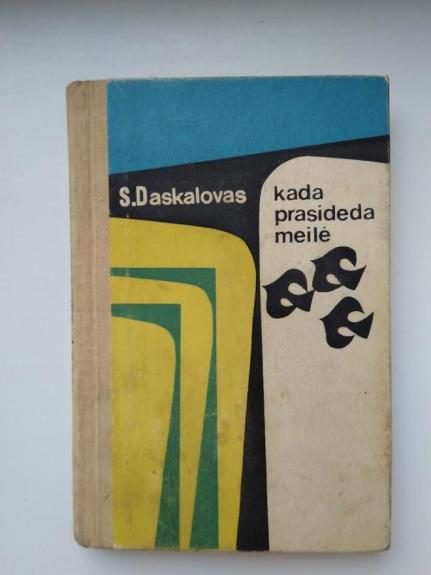 S.Daskalovas
kada
prasideda
meilė